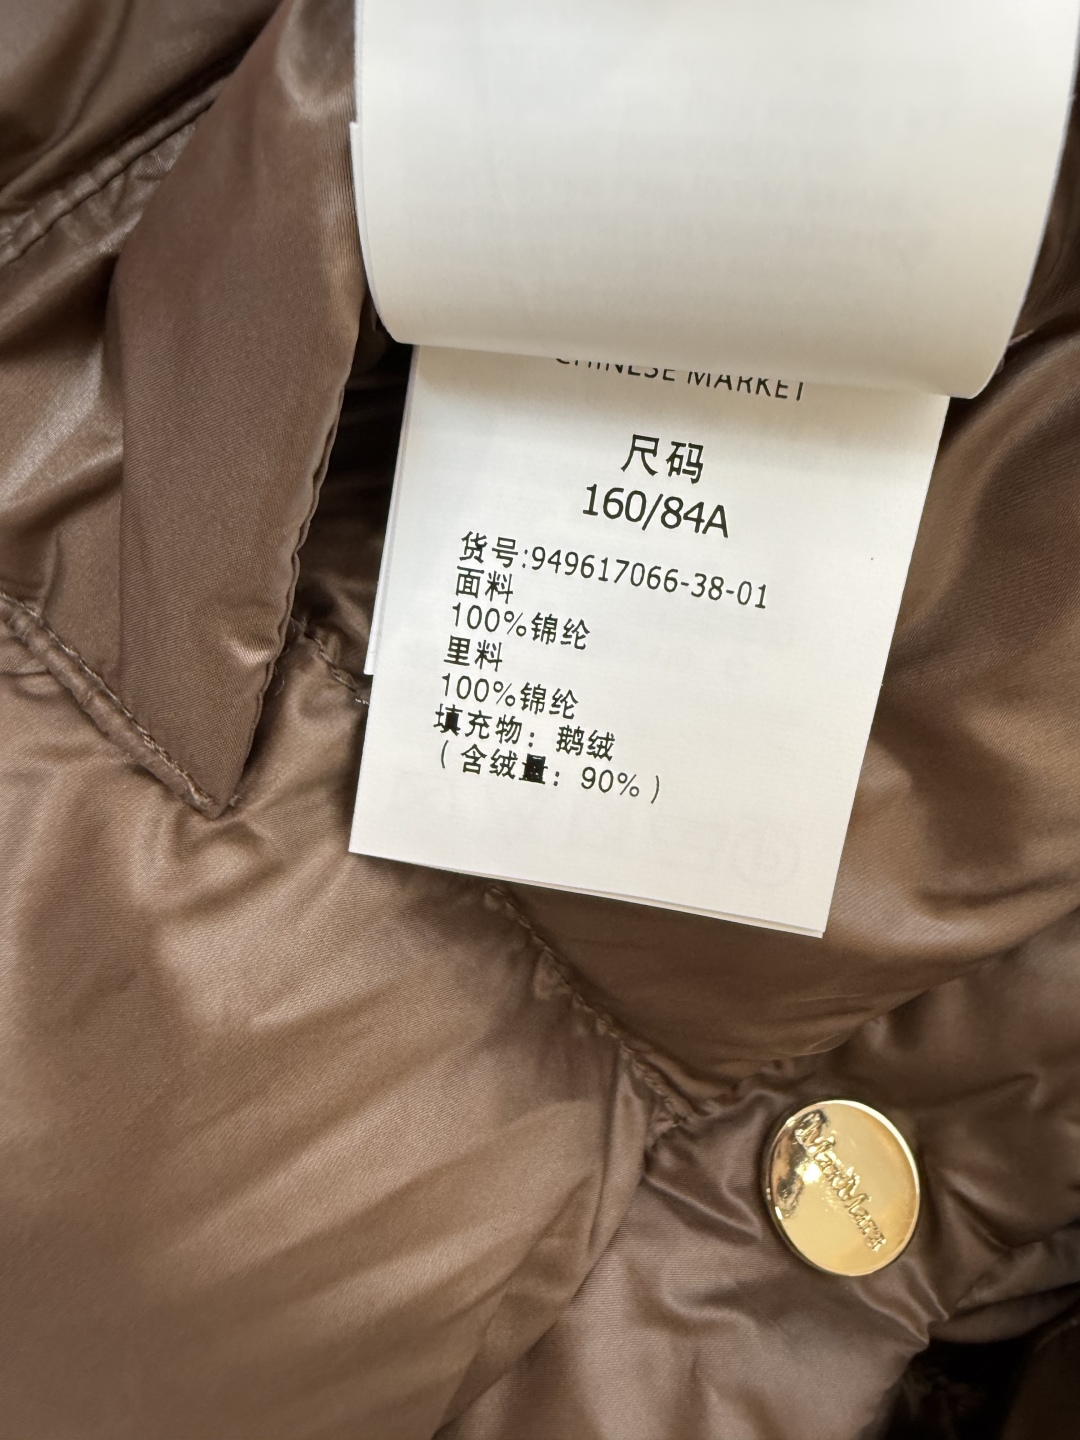 CHINESE MARKET
尺码
160/84A
货号:949617066-38-01
面料
100%锦纶
里料
100%锦纶
填充物：鹅绒
（含绒量：90%）
MaxMara